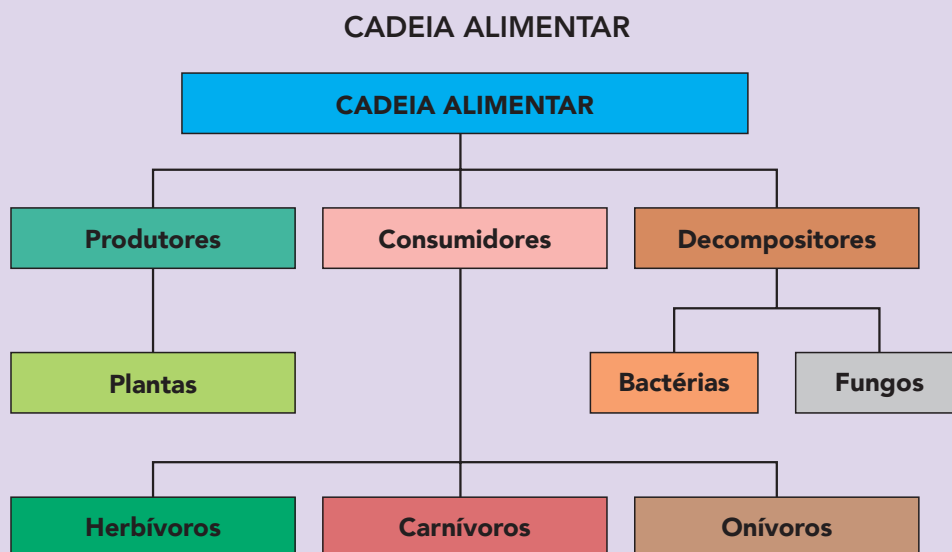 CADEIA ALIMENTAR
CADEIA ALIMENTAR
Produtores
Consumidores
Decompositores
Plantas
Bactérias
Fungos
Herbívoros
Carnívoros
Onívoros